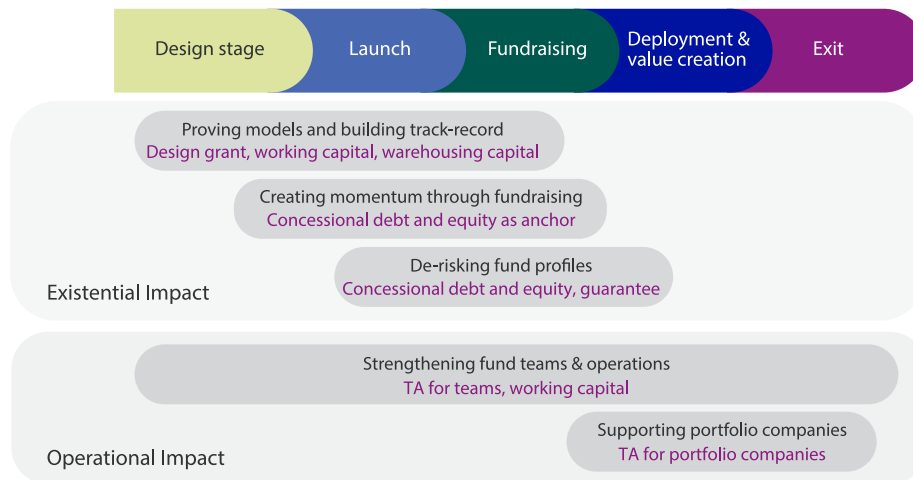 Design stage
Launch
Fundraising
Deployment &
value creation
Exit
Proving models and building track-record
Design grant, working capital, warehousing capital
Creating momentum through fundraising
Concessional debt and equity as anchor
De-risking fund profiles
Concessional debt and equity, guarantee
Existential Impact
Strengthening fund teams & operations
TA for teams, working capital
Supporting portfolio companies
TA for portfolio companies
Operational Impact